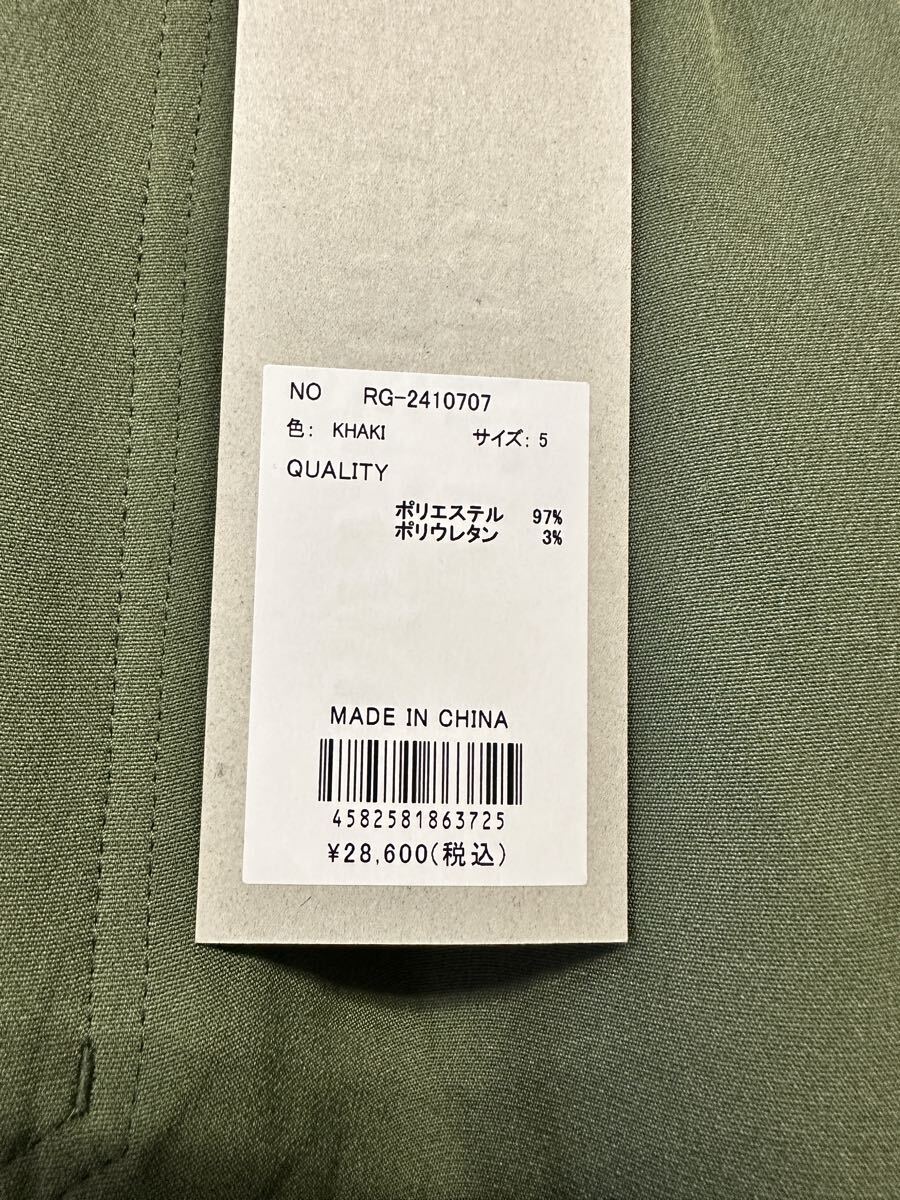 NO RG-2410707
色: KHAKI サイズ: 5
QUALITY
ポリエステル 97%
ポリウレタン 3%
MADE IN CHINA
4582581863725
¥28,600(税込)